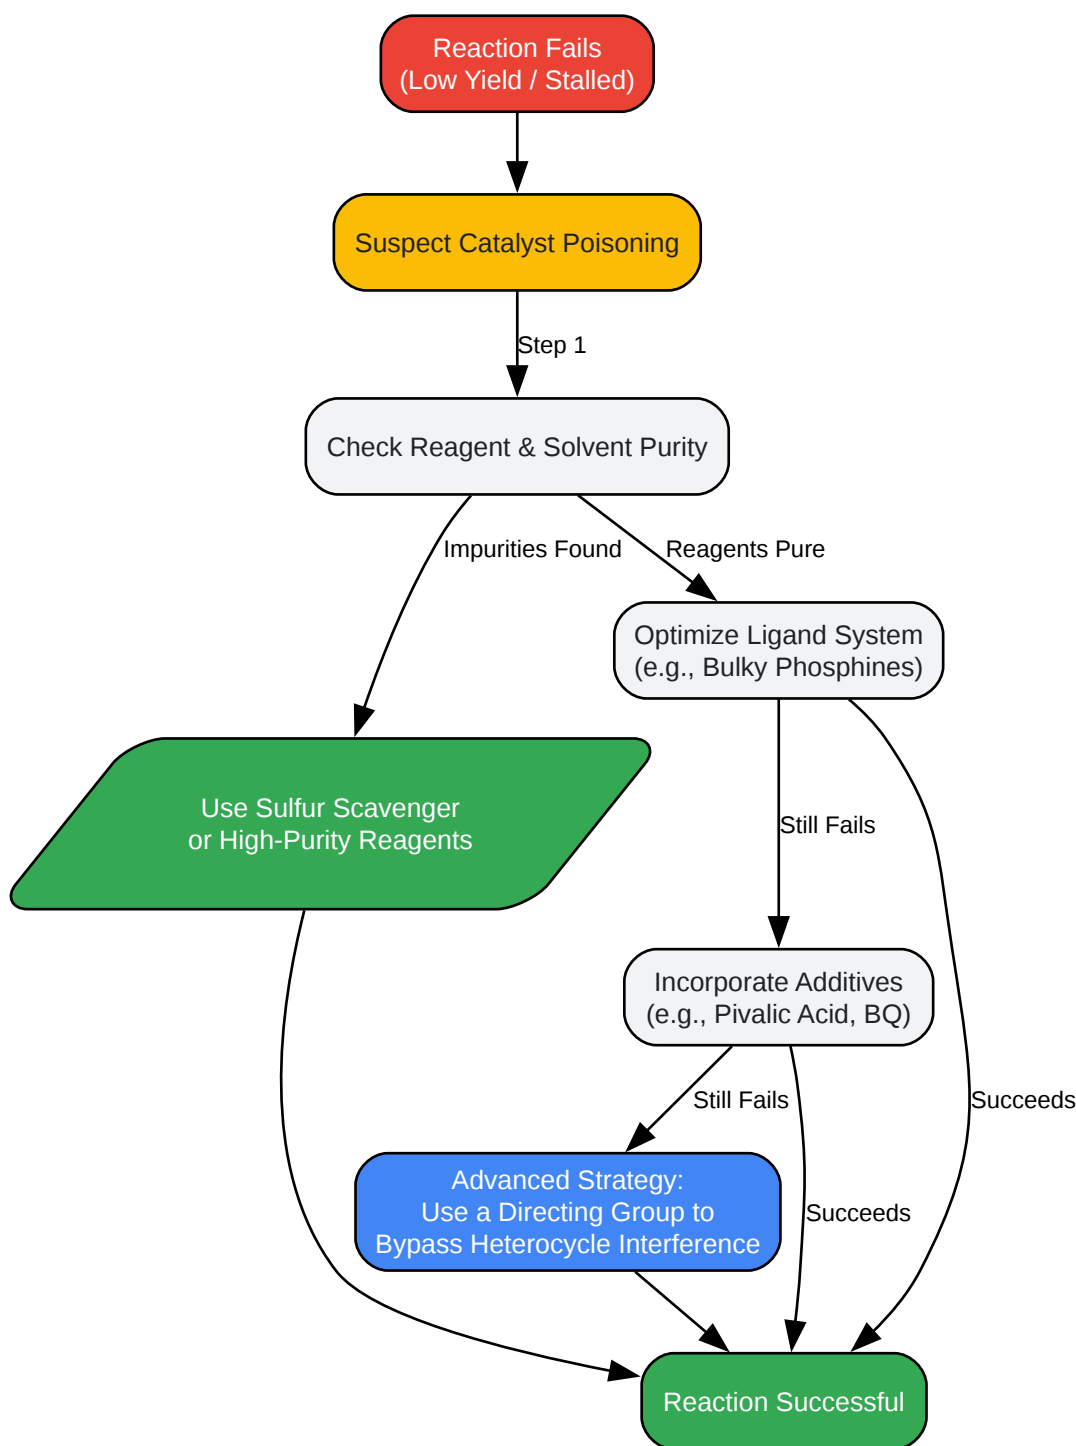 Reaction Fails
(Low Yield / Stalled)
Suspect Catalyst Poisoning
Step 1
Check Reagent & Solvent Purity
Impurities Found
Reagents Pure
Optimize Ligand System
(e.g., Bulky Phosphines)
Use Sulfur Scavenger
or High-Purity Reagents
Still Fails
Incorporate Additives
(e.g., Pivalic Acid, BQ)
Still Fails
Succeeds
Advanced Strategy:
Use a Directing Group to
Bypass Heterocycle Interference
Succeeds
Reaction Successful